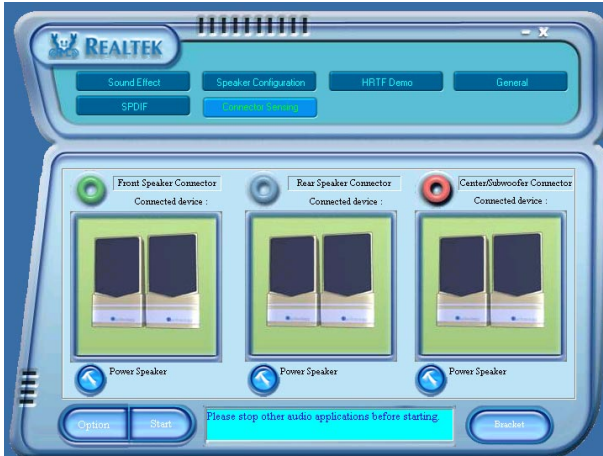 REALTEK
Sound Effect
Speaker Configuration
HRTF Demo
General
SPDIF
Connector Sensing
Front Speaker Connector
Rear Speaker Connector
Center/Subwoofer Connector
Connected device :
Connected device :
Connected device :
Power Speaker
Power Speaker
Power Speaker
Option
Start
Please stop other audio applications before starting.
Bracket